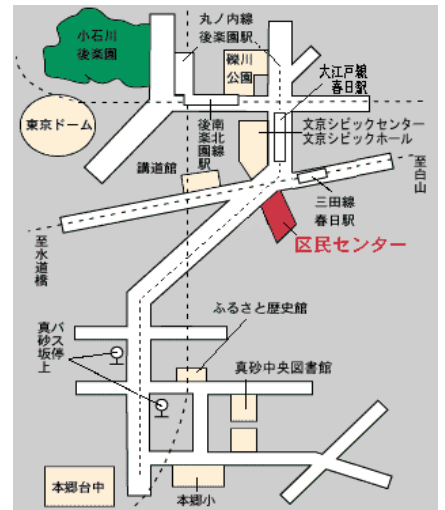 小石川
後楽園
丸ノ内線
後楽園駅
礫川
公園
大江戸線
春日駅
東京ドーム
南北線
後楽園駅
文京シビックセンター
文京シビックホール
講道館
至白山
三田線
春日駅
至水道橋
区民センター
バス停
真砂坂上
ふるさと歴史館
真砂中央図書館
本郷台中
本郷小